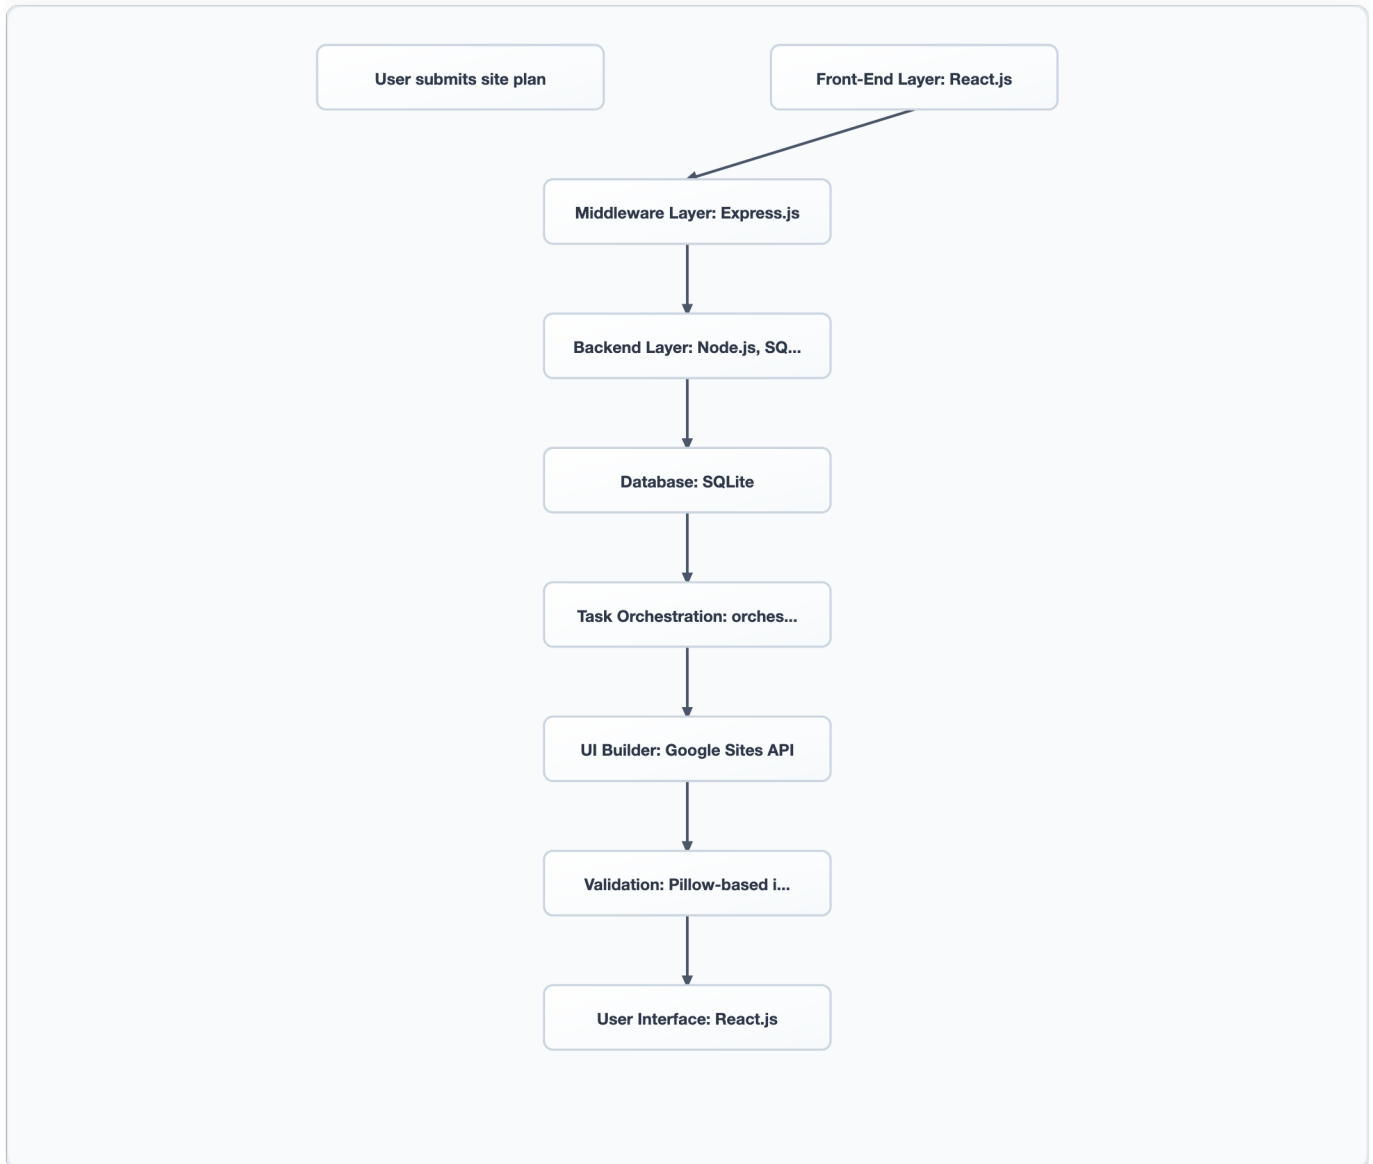 User submits site plan
Front-End Layer: React.js
Middleware Layer: Express.js
Backend Layer: Node.js, SQ...
Database: SQLite
Task Orchestration: orches...
UI Builder: Google Sites API
Validation: Pillow-based i...
User Interface: React.js